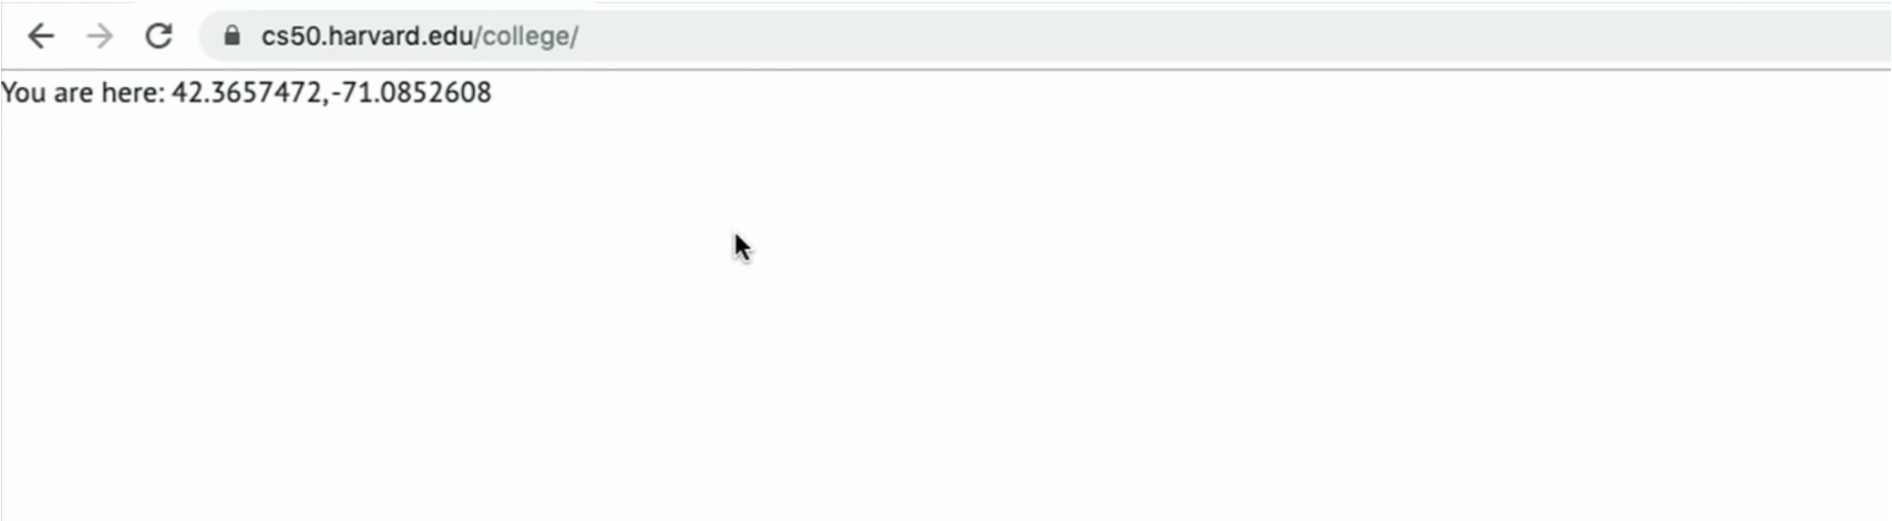 cs50.harvard.edu/college/
You are here: 42.3657472,-71.0852608